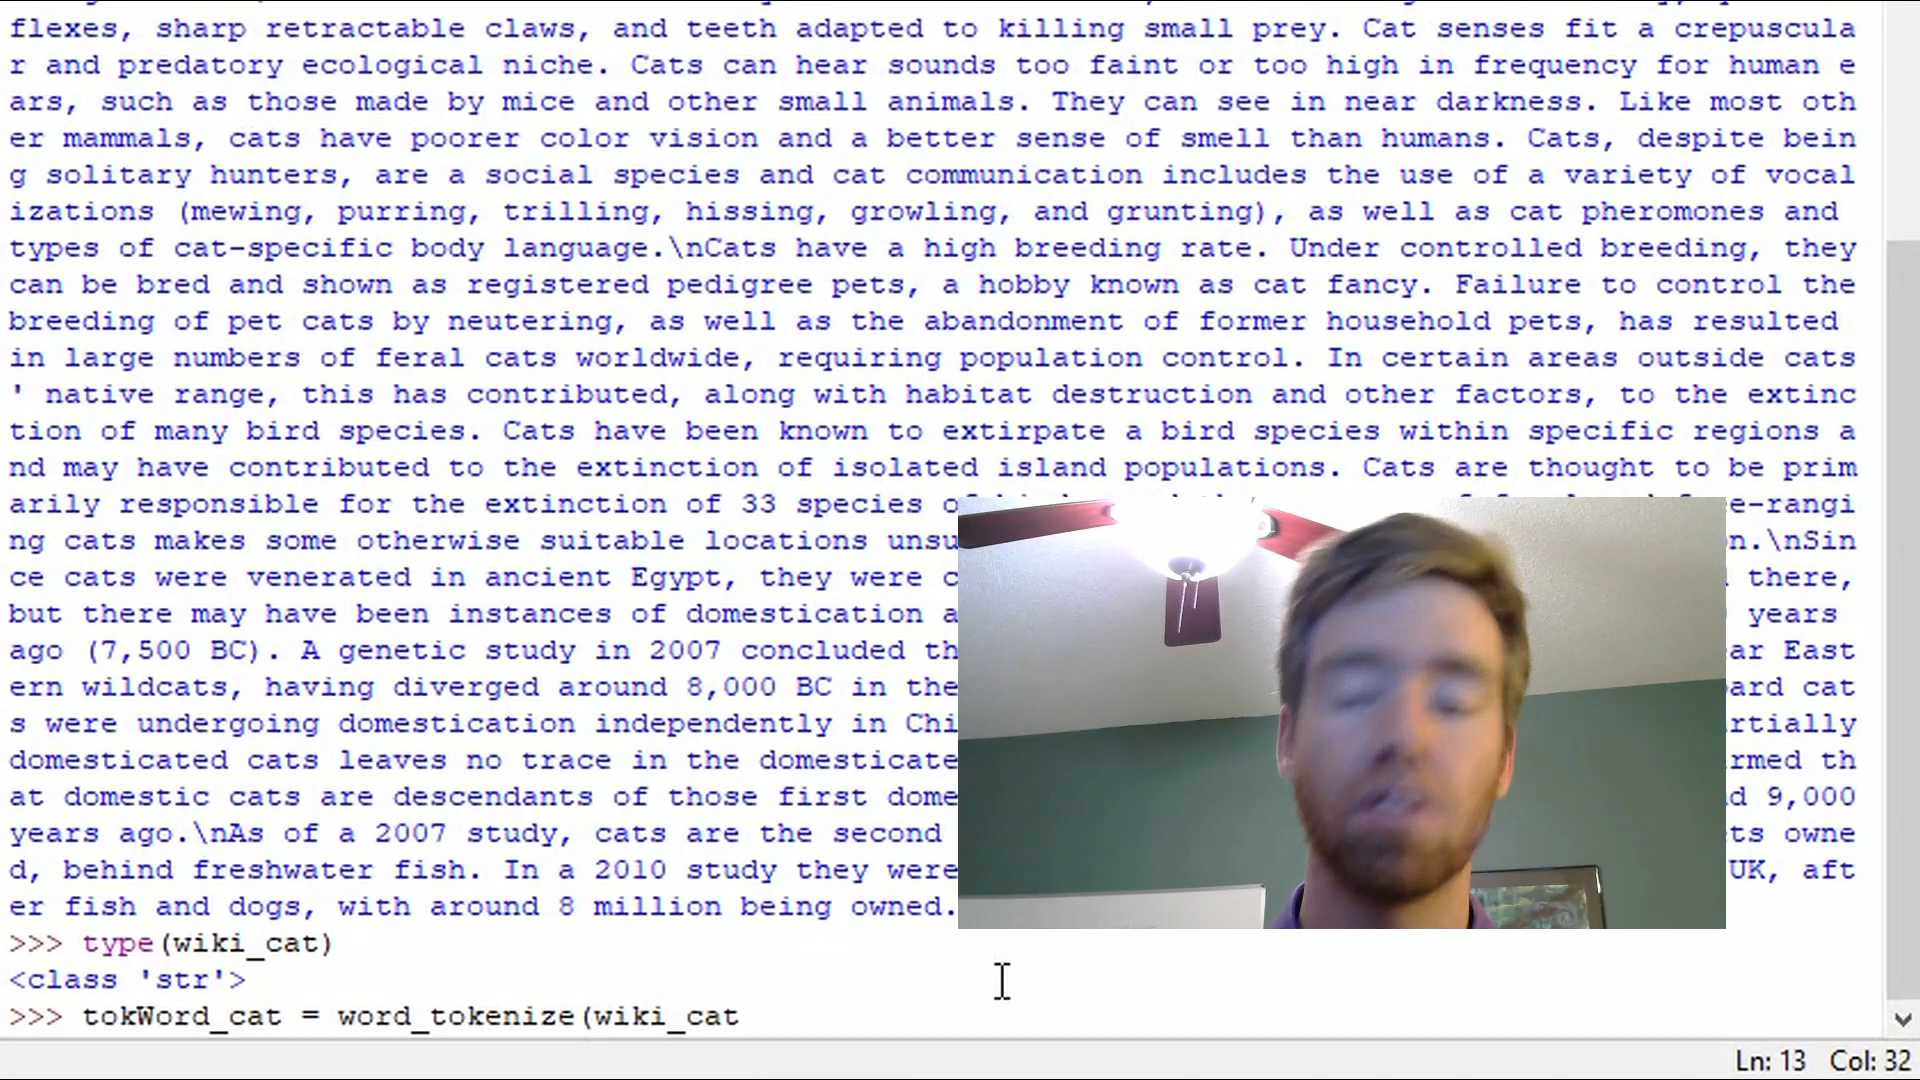 flexes, sharp retractable claws, and teeth adapted to killing small prey. Cat senses fit a crepuscula
r and predatory ecological niche. Cats can hear sounds too faint or too high in frequency for human e
ars, such as those made by mice and other small animals. They can see in near darkness. Like most oth
er mammals, cats have poorer color vision and a better sense of smell than humans. Cats, despite bein
g solitary hunters, are a social species and cat communication includes the use of a variety of vocal
izations (mewing, purring, trilling, hissing, growling, and grunting), as well as cat pheromones and
types of cat-specific body language.\nCats have a high breeding rate. Under controlled breeding, they
can be bred and shown as registered pedigree pets, a hobby known as cat fancy. Failure to control the
breeding of pet cats by neutering, as well as the abandonment of former household pets, has resulted
in large numbers of feral cats worldwide, requiring population control. In certain areas outside cats
' native range, this has contributed, along with habitat destruction and other factors, to the extinc
tion of many bird species. Cats have been known to extirpate a bird species within specific regions a
nd may have contributed to the extinction of isolated island populations. Cats are thought to be prim
arily responsible for the extinction of 33 species e-rangi
ng cats makes some otherwise suitable locations unsu n.\nSin
ce cats were venerated in ancient Egypt, they were c there,
but there may have been instances of domestication a years
ago (7,500 BC). A genetic study in 2007 concluded th ar East
ern wildcats, having diverged around 8,000 BC in the ard cat
s were undergoing domestication independently in Chi rtially
domesticated cats leaves no trace in the domesticate rmed th
at domestic cats are descendants of those first dome d 9,000
years ago.\nAs of a 2007 study, cats are the second ts owne
d, behind freshwater fish. In a 2010 study they were UK, aft
er fish and dogs, with around 8 million being owned.
>>> type(wiki_cat)
<class 'str'>
>>> tokWord_cat = word_tokenize(wiki_cat
Ln: 13 Col: 32